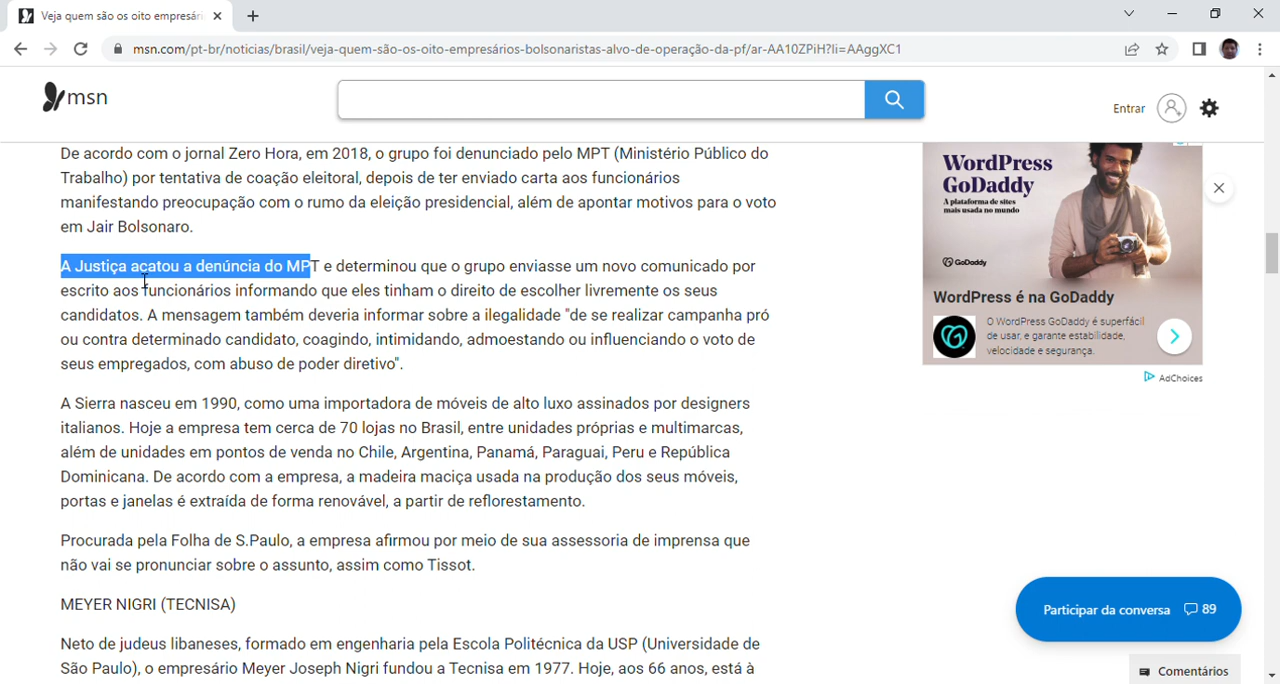 Veja quem são os oito empresári
msn.com/pt-br/noticias/brasil/veja-quem-são-os-oito-empresários-bolsonaristas-alvo-de-operação-da-pf/ar-AA10ZPiH?li=AAggXC1
msn
Entrar
De acordo com o jornal Zero Hora, em 2018, o grupo foi denunciado pelo MPT (Ministério Público do
Trabalho) por tentativa de coação eleitoral, depois de ter enviado carta aos funcionários
manifestando preocupação com o rumo da eleição presidencial, além de apontar motivos para o voto
em Jair Bolsonaro.
A Justiça acatou a denúncia do MPT e determinou que o grupo enviasse um novo comunicado por
escrito aos funcionários informando que eles tinham o direito de escolher livremente os seus
candidatos. A mensagem também deveria informar sobre a ilegalidade "de se realizar campanha pró
ou contra determinado candidato, coragindo, intimidando, admoestando ou influenciando o voto de
seus empregados, com abuso de poder diretivo".
A Sierra nasceu em 1990, como uma importadora de móveis de alto luxo assinados por designers
italianos. Hoje a empresa tem cerca de 70 lojas no Brasil, entre unidades próprias e multimarcas,
além de unidades em pontos de venda no Chile, Argentina, Panamá, Paraguai, Peru e República
Dominicana. De acordo com a empresa, a madeira maciça usada na produção dos seus móveis,
portas e janelas é extraída de forma renovável, a partir de reflorestamento.
Procurada pela Folha de S.Paulo, a empresa afirmou por meio de sua assessoria de imprensa que
não vai se pronunciar sobre o assunto, assim como Tissot.
MEYER NIGRI (TECNISA)
Neto de judeus libaneses, formado em engenharia pela Escola Politécnica da USP (Universidade de
São Paulo), o empresário Meyer Joseph Nigri fundou a Tecnisa em 1977. Hoje, aos 66 anos, está à
WordPress
GoDaddy
A plataforma de sites
mais usada no mundo
GoDaddy
WordPress é na GoDaddy
O WordPress GoDaddy é superfácil
de usar, e garante estabilidade,
velocidade e segurança.
AdChoices
Participar da conversa 89
Comentários